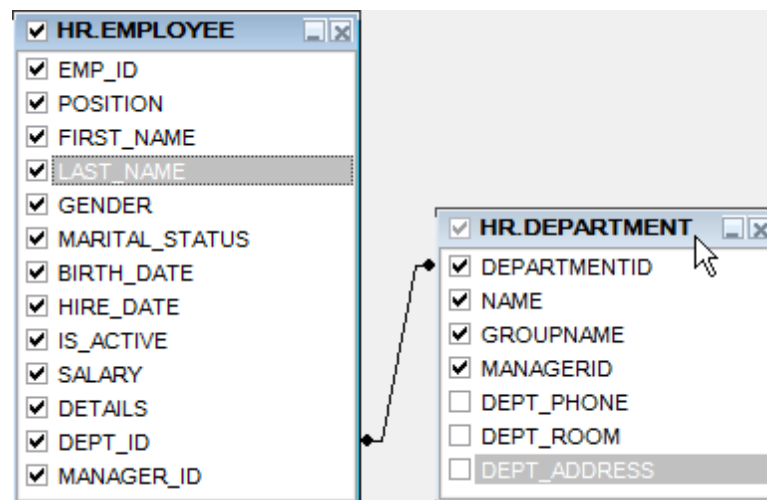 HR.EMPLOYEE
EMP_ID
POSITION
FIRST_NAME
LAST_NAME
GENDER
MARITAL_STATUS
BIRTH_DATE
HIRE_DATE
IS_ACTIVE
SALARY
DETAILS
DEPT_ID
MANAGER_ID
HR.DEPARTMENT
DEPARTMENTID
NAME
GROUPNAME
MANAGERID
DEPT_PHONE
DEPT_ROOM
DEPT_ADDRESS